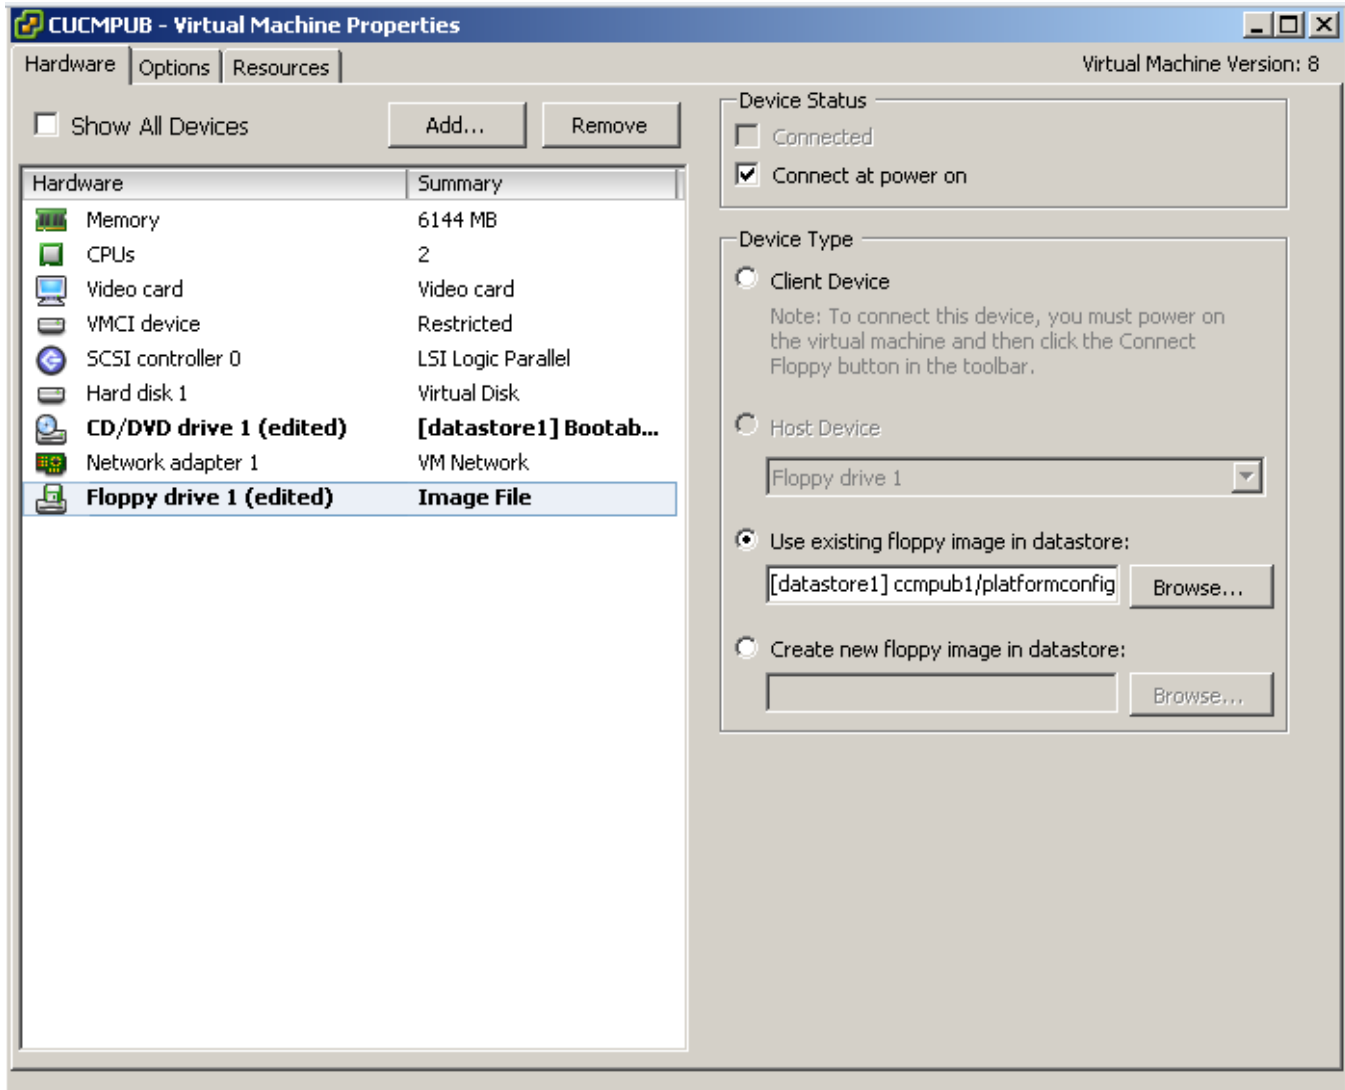 CUCMPUB - Virtual Machine Properties
Hardware Options Resources Virtual Machine Version: 8
Show All Devices Add... Remove
Hardware Summary
Memory 6144 MB
CPUs 2
Video card Video card
VMCI device Restricted
SCSI controller 0 LSI Logic Parallel
Hard disk 1 Virtual Disk
CD/DVD drive 1 (edited) [datastore1] Bootab...
Network adapter 1 VM Network
Floppy drive 1 (edited) Image File
Device Status
Connected
Connect at power on
Device Type
Client Device
Note: To connect this device, you must power on
the virtual machine and then click the Connect
Floppy button in the toolbar.
Host Device
Floppy drive 1
Use existing floppy image in datastore:
[datastore1] ccmpub1/platformconfig Browse...
Create new floppy image in datastore:
Browse...